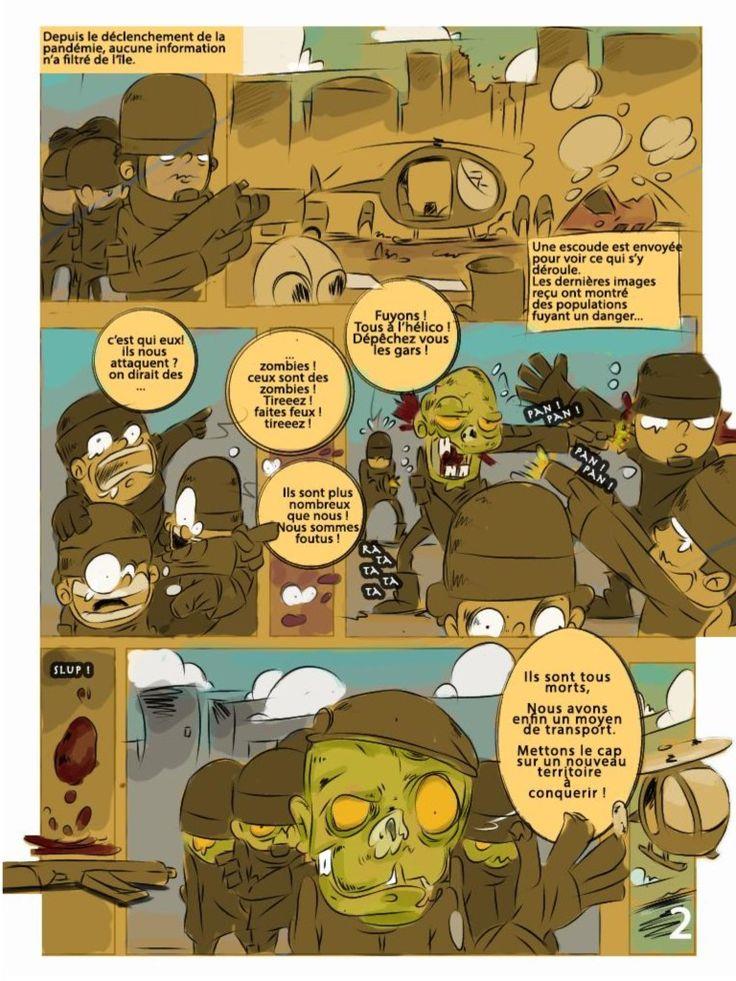 Depuis le déclenchement de la
pandémie, aucune information
n'a filtré de l'île.
Une escoude est envoyée
pour voir ce qui s'y
déroule.
Les dernières images
reçu ont montré
des populations
fuyant un danger...
c'est qui eux!
ils nous
attaquent ?
on dirait des
...
...
zombies !
ceux sont des
zombies !
Tireeez !
faites feux !
tireeez !
Ils sont plus
nombreux
que nous !
Nous sommes
foutus !
Fuyons !
Tous à l'hélico !
Dépêchez vous
les gars !
PAN !
PAN !
PAN !
PAN !
RA
TA
TA TA
TA
SLUP !
Ils sont tous
morts,
Nous avons
enfin un moyen
de transport.
Mettons le cap
sur un nouveau
territoire
à
conquerir !
2